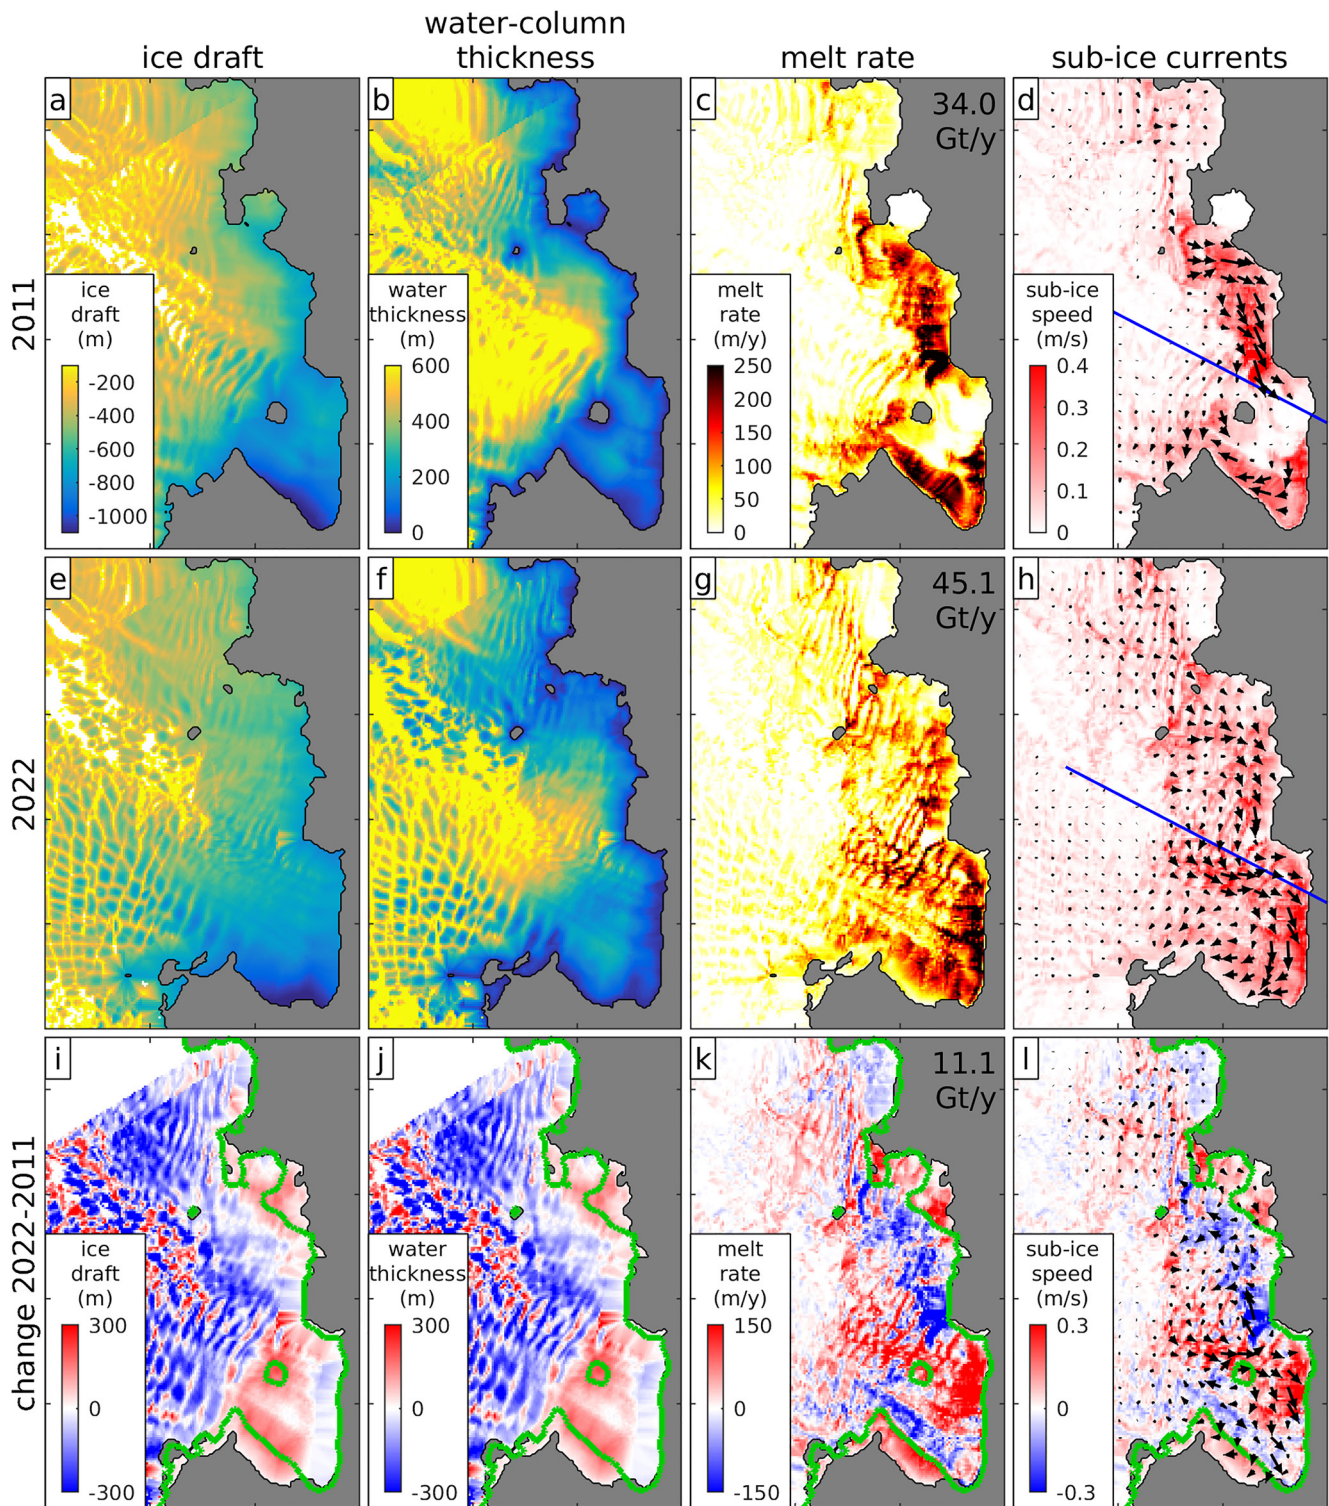 ice draft
water-column
thickness
melt rate
sub-ice currents
2011
a
ice
draft
(m)
-200
-400
-600
-800
-1000
b
water
thickness
(m)
600
400
200
0
c
34.0
Gt/y
melt
rate
(m/y)
250
200
150
100
50
0
d
sub-ice
speed
(m/s)
0.4
0.3
0.2
0.1
0
2022
e
f
g
45.1
Gt/y
h
change 2022-2011
i
ice
draft
(m)
300
0
-300
j
water
thickness
(m)
300
0
-300
k
11.1
Gt/y
melt
rate
(m/y)
150
0
-150
l
sub-ice
speed
(m/s)
0.3
0
-0.3